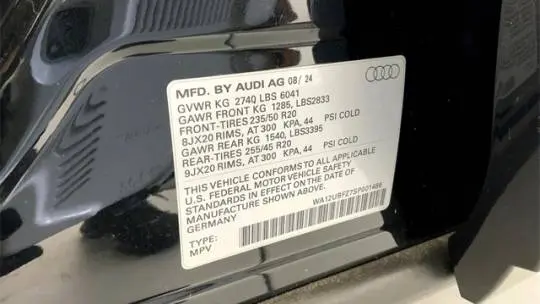 MFD. BY AUDI AG 08/24
GVWR KG 2740 LBS 6041
GAWR FRONT KG 1285, LBS2833
FRONT-TIRES 235/50 R20
8JX20 RIMS, AT 300 KPA, 44 PSI COLD
GAWR REAR KG 1540, LBS3395
REAR-TIRES 255/45 R20
9JX20 RIMS, AT 300 KPA, 44 PSI COLD
THIS VEHICLE CONFORMS TO ALL APPLICABLE
U.S. FEDERAL MOTOR VEHICLE SAFETY
STANDARDS IN EFFECT ON THE DATE OF
MANUFACTURE SHOWN ABOVE.
GERMANY
WA12UBFZ7SP001486
TYPE:
MPV